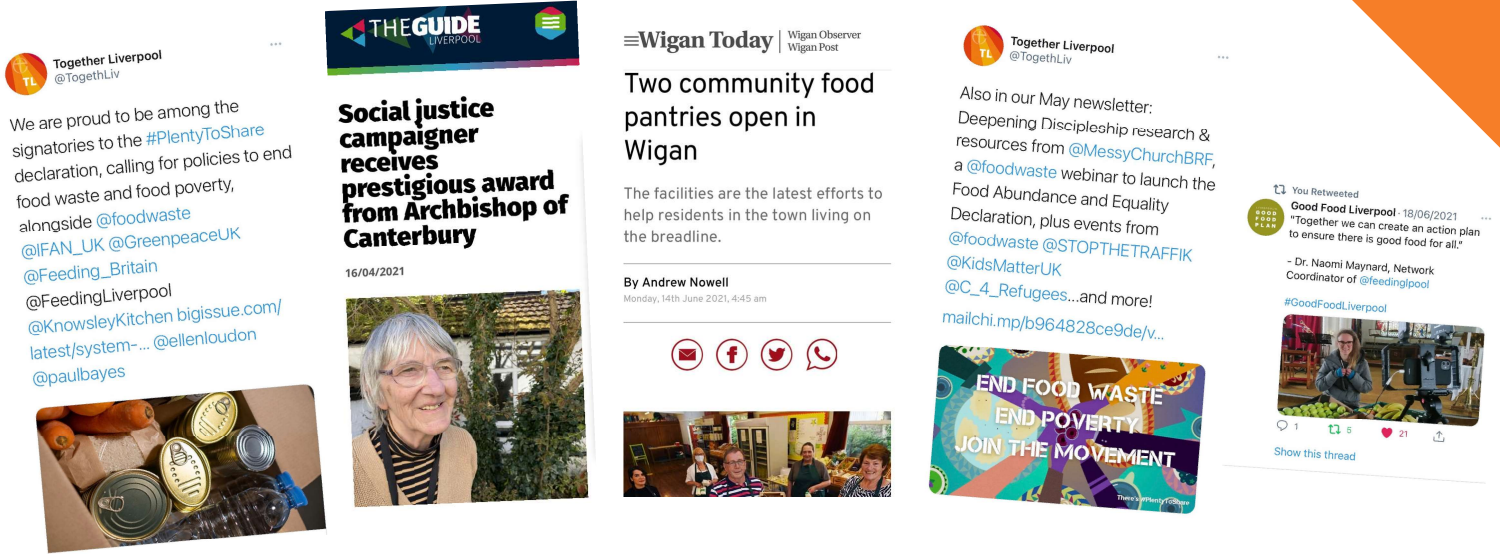 TL
Together Liverpool
@TogethLiv
We are proud to be among the
signatories to the #PlentyToShare
declaration, calling for policies to end
food waste and food poverty,
alongside @foodwaste
@IFAN_UK @GreenpeaceUK
@Feeding_Britain
@FeedingLiverpool
@KnowsleyKitchen bigissue.com/
latest/system-... @ellenloudon
@paulbayes
THEGUIDE
LIVERPOOL
Social justice
campaigner
receives
prestigious award
from Archbishop of
Canterbury
16/04/2021
Wigan Today
Wigan Observer
Wigan Post
Two community food
pantries open in
Wigan
The facilities are the latest efforts to
help residents in the town living on
the breadline.
By Andrew Nowell
Monday, 14th June 2021, 4:45 am
TL
Together Liverpool
@TogethLiv
Also in our May newsletter:
Deepening Discipleship research &
resources from @MessyChurchBRF,
a @foodwaste webinar to launch the
Food Abundance and Equality
Declaration, plus events from
@foodwaste @STOPTHETRAFFIK
@KidsMatterUK
@C_4_Refugees...and more!
mailchi.mp/b964828ce9de/v...
END FOOD WASTE
END POVERTY
JOIN THE MOVEMENT
There's #PlentyToShare
You Retweeted
GOOD
FOOD
PLAN
Good Food Liverpool · 18/06/2021
"Together we can create an action plan
to ensure there is good food for all."
- Dr. Naomi Maynard, Network
Coordinator of @feedinglpool
#GoodFoodLiverpool
1
5
21
Show this thread